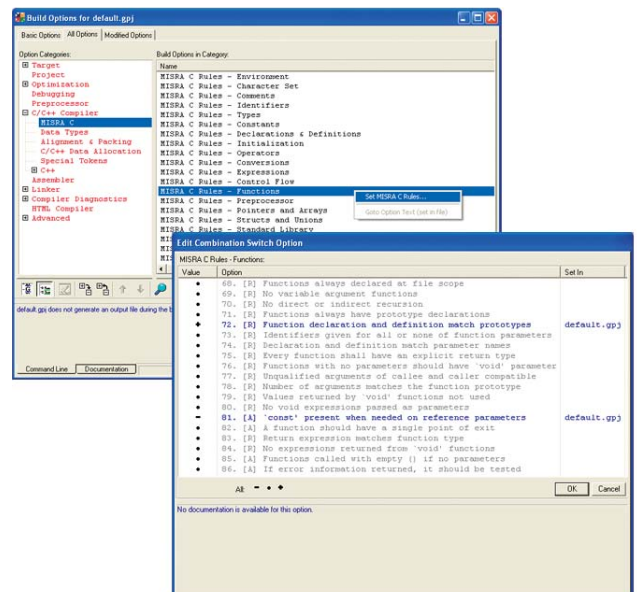 Build Options for default.gpj
Basic Options All Options Modified Options
Option Categories: Build Options in Category:
Target
Project
Optimization
Debugging
Preprocessor
C/C++ Compiler
MISRA C
Data Types
Alignment & Packing
C/C++ Data Allocation
Special Tokens
C++
Assembler
Linker
Compiler Diagnostics
HTML Compiler
Advanced
Name
MISRA C Rules - Environment
MISRA C Rules - Character Set
MISRA C Rules - Comments
MISRA C Rules - Identifiers
MISRA C Rules - Types
MISRA C Rules - Constants
MISRA C Rules - Declarations & Definitions
MISRA C Rules - Initialization
MISRA C Rules - Operators
MISRA C Rules - Conversions
MISRA C Rules - Expressions
MISRA C Rules - Control Flow
MISRA C Rules - Functions
MISRA C Rules - Preprocessor
MISRA C Rules - Pointers and Arrays
MISRA C Rules - Structs and Unions
MISRA C Rules - Standard Library
Set MISRA C Rules...
Goto Option Text (set in file)
default.gpj does not generate an output file during the
Command Line Documentation
Edit Combination Switch Option
MISRA C Rules - Functions:
Value Option Set In
68. [R] Functions always declared at file scope
69. [R] No variable argument functions
70. [R] No direct or indirect recursion
71. [R] Functions always have prototype declarations
72. [R] Function declaration and definition match prototypes default.gpj
73. [R] Identifiers given for all or none of function parameters
74. [R] Declaration and definition match parameter names
75. [R] Every function shall have an explicit return type
76. [R] Functions with no parameters should have 'void' parameter
77. [R] Unqualified arguments of callee and caller compatible
78. [R] Number of arguments matches the function prototype
79. [R] Values returned by 'void' functions not used
80. [R] No void expressions passed as parameters
81. [A] 'const' present when needed on reference parameters default.gpj
82. [A] A function should have a single point of exit
83. [R] Return expression matches function type
84. [R] No expressions returned from 'void' functions
85. [A] Functions called with empty () if no parameters
86. [A] If error information returned, it should be tested
All:
OK Cancel
No documentation is available for this option.